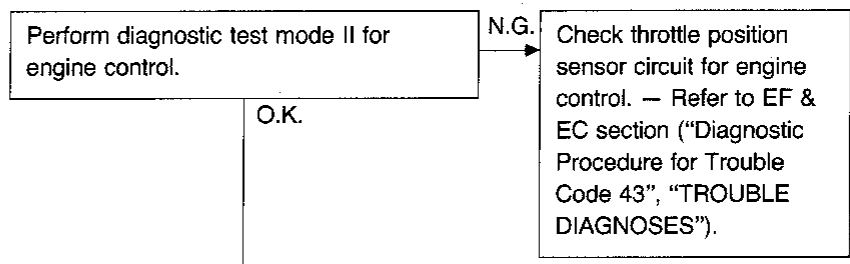 Perform diagnostic test mode II for
engine control.
N.G.
O.K.
Check throttle position
sensor circuit for engine
control. — Refer to EF &
EC section ("Diagnostic
Procedure for Trouble
Code 43", "TROUBLE
DIAGNOSES").